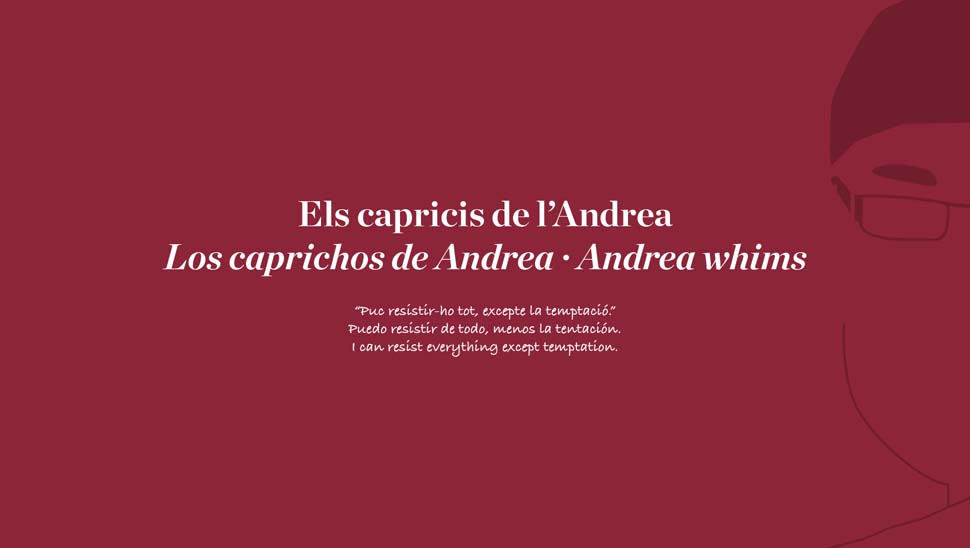 Els capricis de l’Andrea
Los caprichos de Andrea · Andrea whims
“Puc resistir-ho tot, excepte la temptació.”
Puedo resistir de todo, menos la tentación.
I can resist everything except temptation.